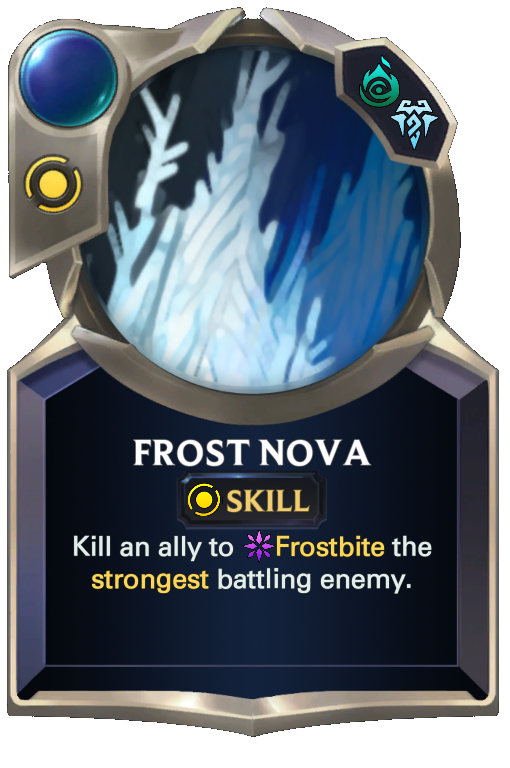 FROST NOVA
SKILL
Kill an ally to Frostbite the
strongest battling enemy.